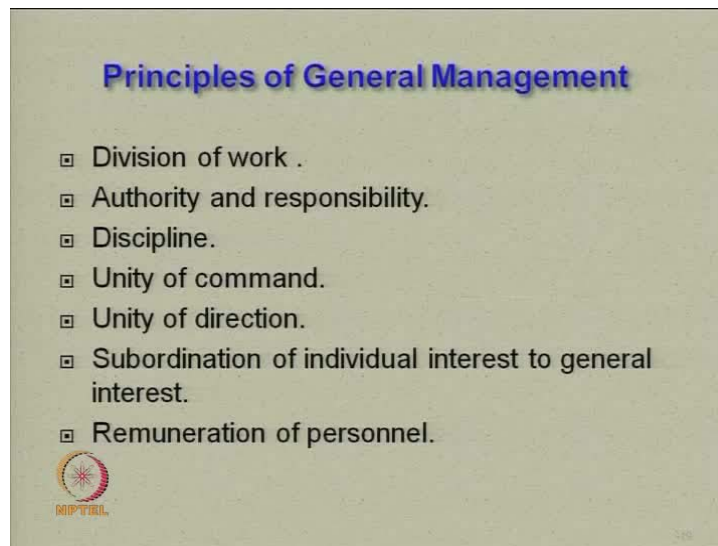 Principles of General Management
Division of work .
Authority and responsibility.
Discipline.
Unity of command.
Unity of direction.
Subordination of individual interest to general
interest.
Remuneration of personnel.
NPTEL